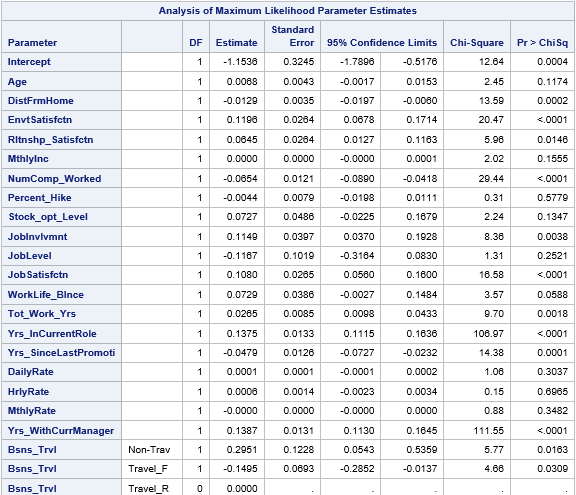 Analysis of Maximum Likelihood Parameter Estimates
Parameter DF Estimate Standard Error 95% Confidence Limits Chi-Square Pr > ChiSq
Intercept 1 -1.1536 0.3245 -1.7896 -0.5176 12.64 0.0004
Age 1 0.0068 0.0043 -0.0017 0.0153 2.45 0.1174
DistFrmHome 1 -0.0129 0.0035 -0.0197 -0.0060 13.59 0.0002
EnvtSatisfctn 1 0.1196 0.0264 0.0678 0.1714 20.47 <.0001
Rltnshp_Satisfctn 1 0.0645 0.0264 0.0127 0.1163 5.96 0.0146
MthlyInc 1 0.0000 0.0000 -0.0000 0.0001 2.02 0.1555
NumComp_Worked 1 -0.0654 0.0121 -0.0890 -0.0418 29.44 <.0001
Percent_Hike 1 -0.0044 0.0079 -0.0198 0.0111 0.31 0.5779
Stock_opt_Level 1 0.0727 0.0486 -0.0225 0.1679 2.24 0.1347
JobInvlvmnt 1 0.1149 0.0397 0.0370 0.1928 8.36 0.0038
JobLevel 1 -0.1167 0.1019 -0.3164 0.0830 1.31 0.2521
JobSatisfctn 1 0.1080 0.0265 0.0560 0.1600 16.58 <.0001
WorkLife_Blnce 1 0.0729 0.0386 -0.0027 0.1484 3.57 0.0588
Tot_Work_Yrs 1 0.0265 0.0085 0.0098 0.0433 9.70 0.0018
Yrs_InCurrentRole 1 0.1375 0.0133 0.1115 0.1636 106.97 <.0001
Yrs_SinceLastPromoti 1 -0.0479 0.0126 -0.0727 -0.0232 14.38 0.0001
DailyRate 1 0.0001 0.0001 -0.0001 0.0002 1.06 0.3037
HrlyRate 1 0.0006 0.0014 -0.0023 0.0034 0.15 0.6965
MthlyRate 1 -0.0000 0.0000 -0.0000 0.0000 0.88 0.3482
Yrs_WithCurrManager 1 0.1387 0.0131 0.1130 0.1645 111.55 <.0001
Bsns_Trvl Non-Trav 1 0.2951 0.1228 0.0543 0.5359 5.77 0.0163
Bsns_Trvl Travel_F 1 -0.1495 0.0693 -0.2852 -0.0137 4.66 0.0309
Bsns_Trvl Travel_R 0 0.0000 . . . . .